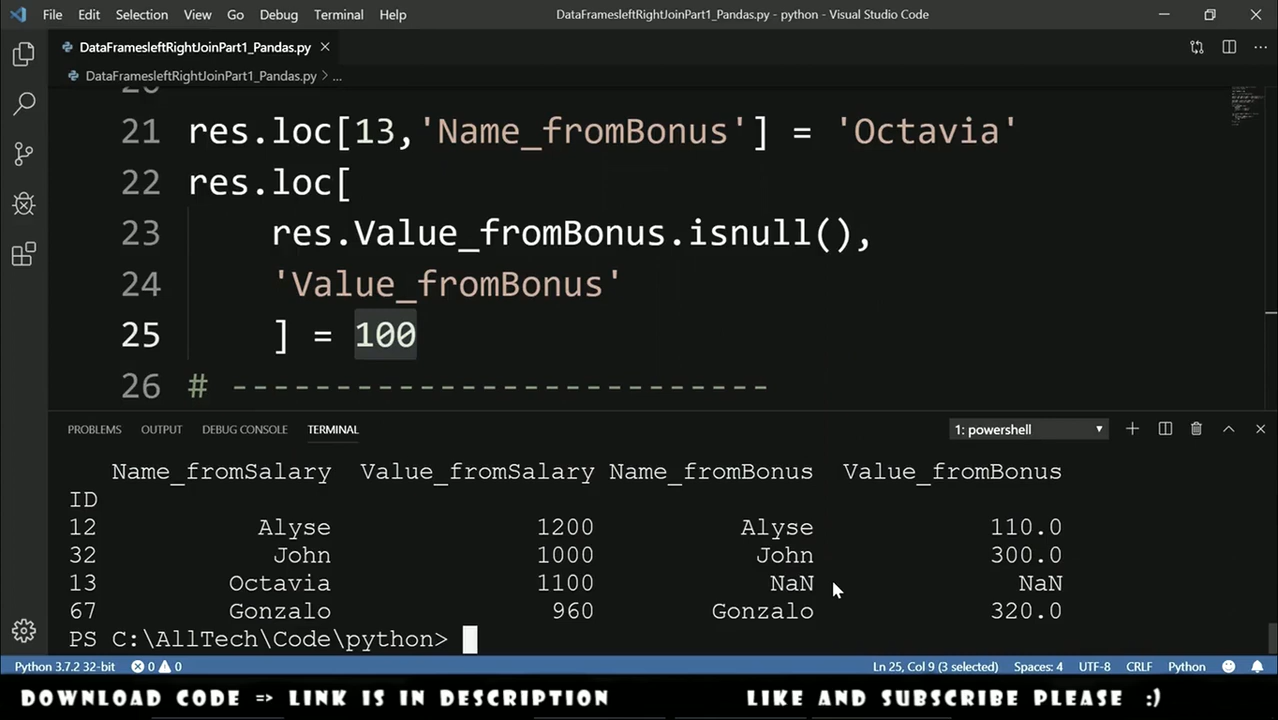 File Edit Selection View Go Debug Terminal Help DataFramesleftRightJoinPart1_Pandas.py - python - Visual Studio Code
DataFramesleftRightJoinPart1_Pandas.py
DataFramesleftRightJoinPart1_Pandas.py > ...
20
21 res.loc[13,'Name_fromBonus'] = 'Octavia'
22 res.loc[
23 res.Value_fromBonus.isnull(),
24 'Value_fromBonus'
25 ] = 100
26 # --------------------------
PROBLEMS OUTPUT DEBUG CONSOLE TERMINAL 1: powershell
Name_fromSalary Value_fromSalary Name_fromBonus Value_fromBonus
ID
12 Alyse 1200 Alyse 110.0
32 John 1000 John 300.0
13 Octavia 1100 NaN NaN
67 Gonzalo 960 Gonzalo 320.0
PS C:\AllTech\Code\python>
Python 3.7.2 32-bit 0 0 Ln 25, Col 9 (3 selected) Spaces: 4 UTF-8 CRLF Python
DOWNLOAD CODE => LINK IS IN DESCRIPTION LIKE AND SUBSCRIBE PLEASE :)